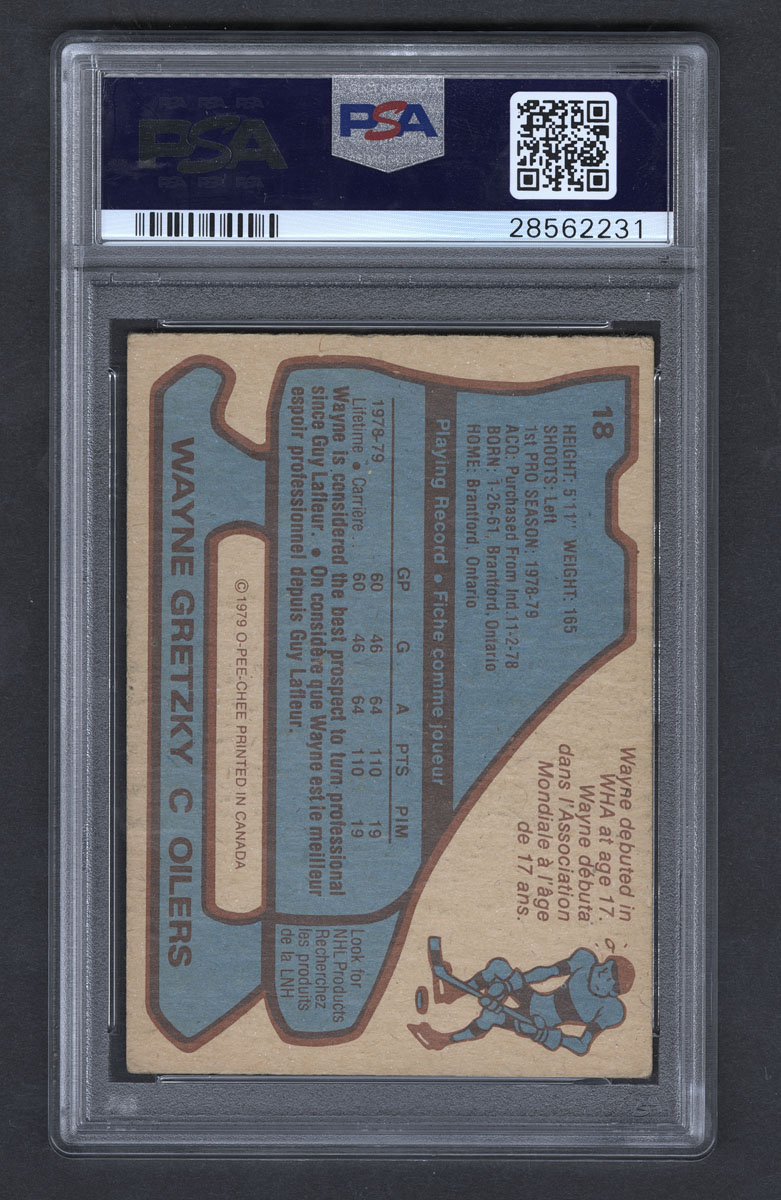 PSA
PSA
28562231
18
HEIGHT: 5'11" WEIGHT: 165
SHOOTS: Left
1st PRO SEASON: 1978-79
ACQ: Purchased From Ind 11-2-78
BORN: 1-26-61, Brantford, Ontario
HOME: Brantford, Ontario
Wayne debuted in
WHA at age 17.
Wayne débuta
dans l'Association
Mondiale à l'âge
de 17 ans.
Playing Record • Fiche comme joueur
GP G A PTS PIM
1978-79 60 46 64 110 19
Lifetime • Carrière 60 46 64 110 19
Wayne is considered the best prospect to turn professional
since Guy Lafleur. • On considère que Wayne est le meilleur
espoir professionnel depuis Guy Lafleur.
Look for
NHL Products
Recherchez
les produits
de la LNH
© 1979 O-PEE-CHEE PRINTED IN CANADA
WAYNE GRETZKY C OILERS